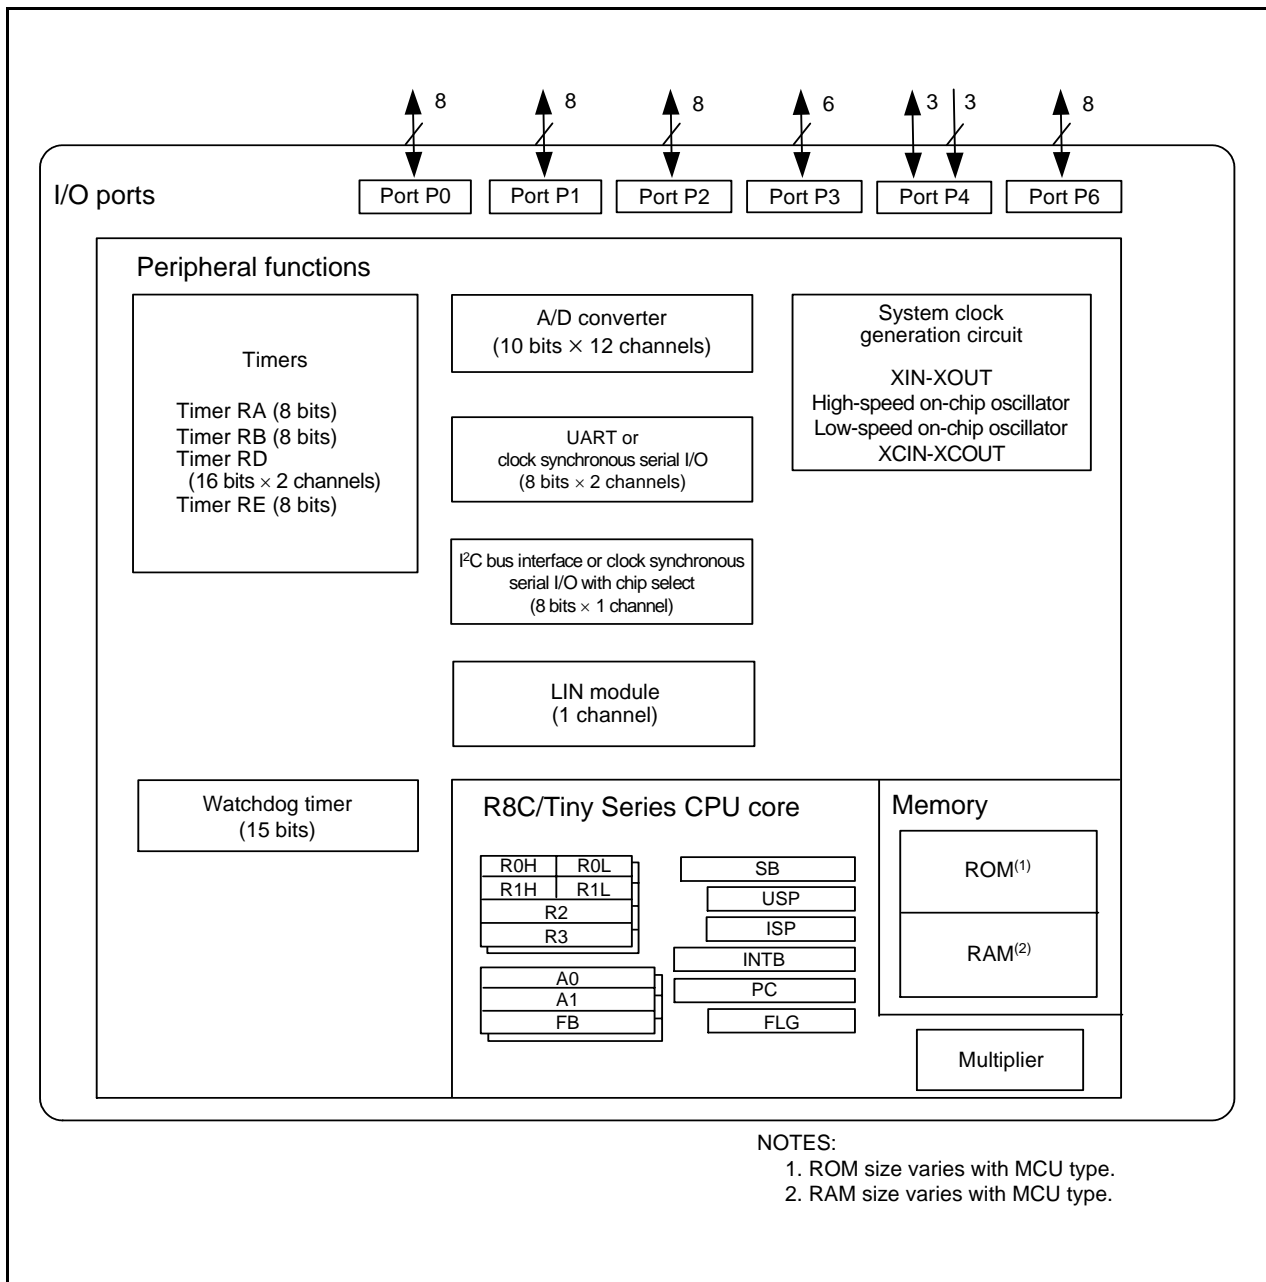 8 8 8 6 3 3 8
I/O ports
Port P0 Port P1 Port P2 Port P3 Port P4 Port P6
Peripheral functions
Timers
Timer RA (8 bits)
Timer RB (8 bits)
Timer RD
(16 bits × 2 channels)
Timer RE (8 bits)
A/D converter
(10 bits × 12 channels)
UART or
clock synchronous serial I/O
(8 bits × 2 channels)
I²C bus interface or clock synchronous
serial I/O with chip select
(8 bits × 1 channel)
LIN module
(1 channel)
System clock
generation circuit
XIN-XOUT
High-speed on-chip oscillator
Low-speed on-chip oscillator
XCIN-XCOUT
Watchdog timer
(15 bits)
R8C/Tiny Series CPU core
R0H R0L
R1H R1L
R2
R3
A0
A1
FB
SB
USP
ISP
INTB
PC
FLG
Memory
ROM(1)
RAM(2)
Multiplier
NOTES:
1. ROM size varies with MCU type.
2. RAM size varies with MCU type.